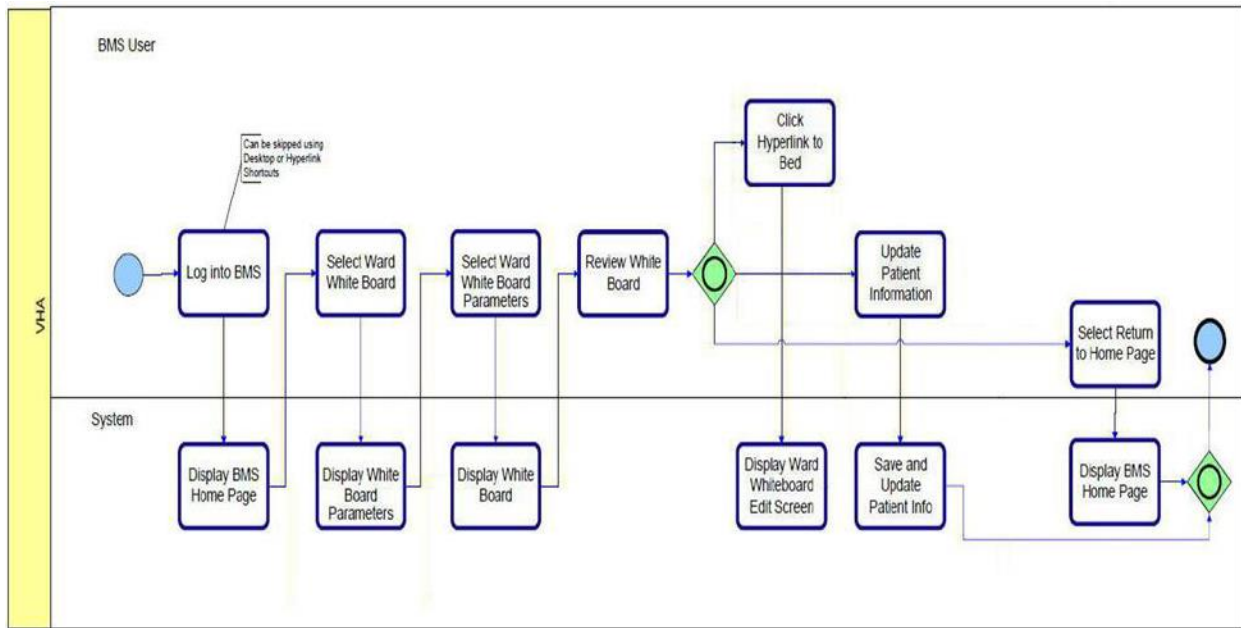 VHA
BMS User
Can be skipped using
Desktop or Hyperlink
Shortcuts
Log into BMS
Select Ward
White Board
Select Ward
White Board
Parameters
Review White
Board
Click
Hyperlink to
Bed
Update
Patient
Information
Select Return
to Home Page
System
Display BMS
Home Page
Display White
Board
Parameters
Display White
Board
Display Ward
Whiteboard
Edit Screen
Save and
Update
Patient Info
Display BMS
Home Page